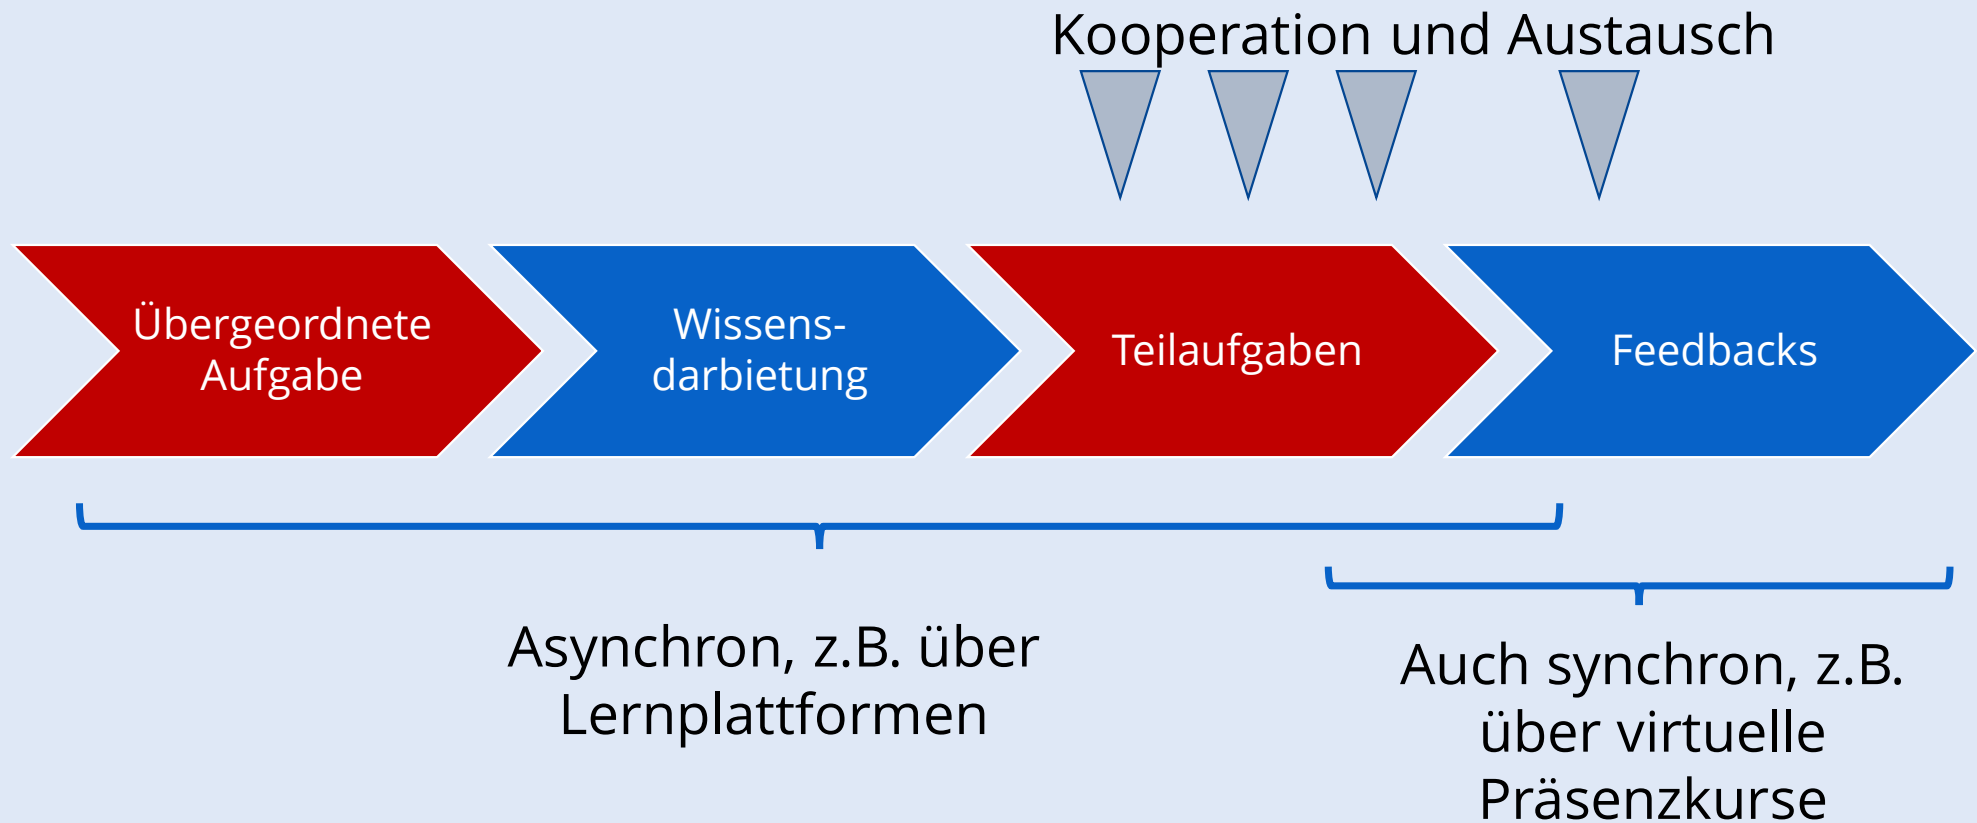 Kooperation und Austausch
Übergeordnete
Aufgabe
Wissens-
darbietung
Teilaufgaben
Feedbacks
Asynchron, z.B. über
Lernplattformen
Auch synchron, z.B.
über virtuelle
Präsenzkurse